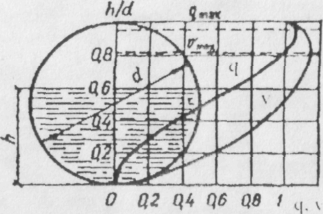 h/d
q max
v max
0,8
d
q
0,6
v
h
0,4
0,2
0 0,2 0,4 0,6 0,8 1 q, v